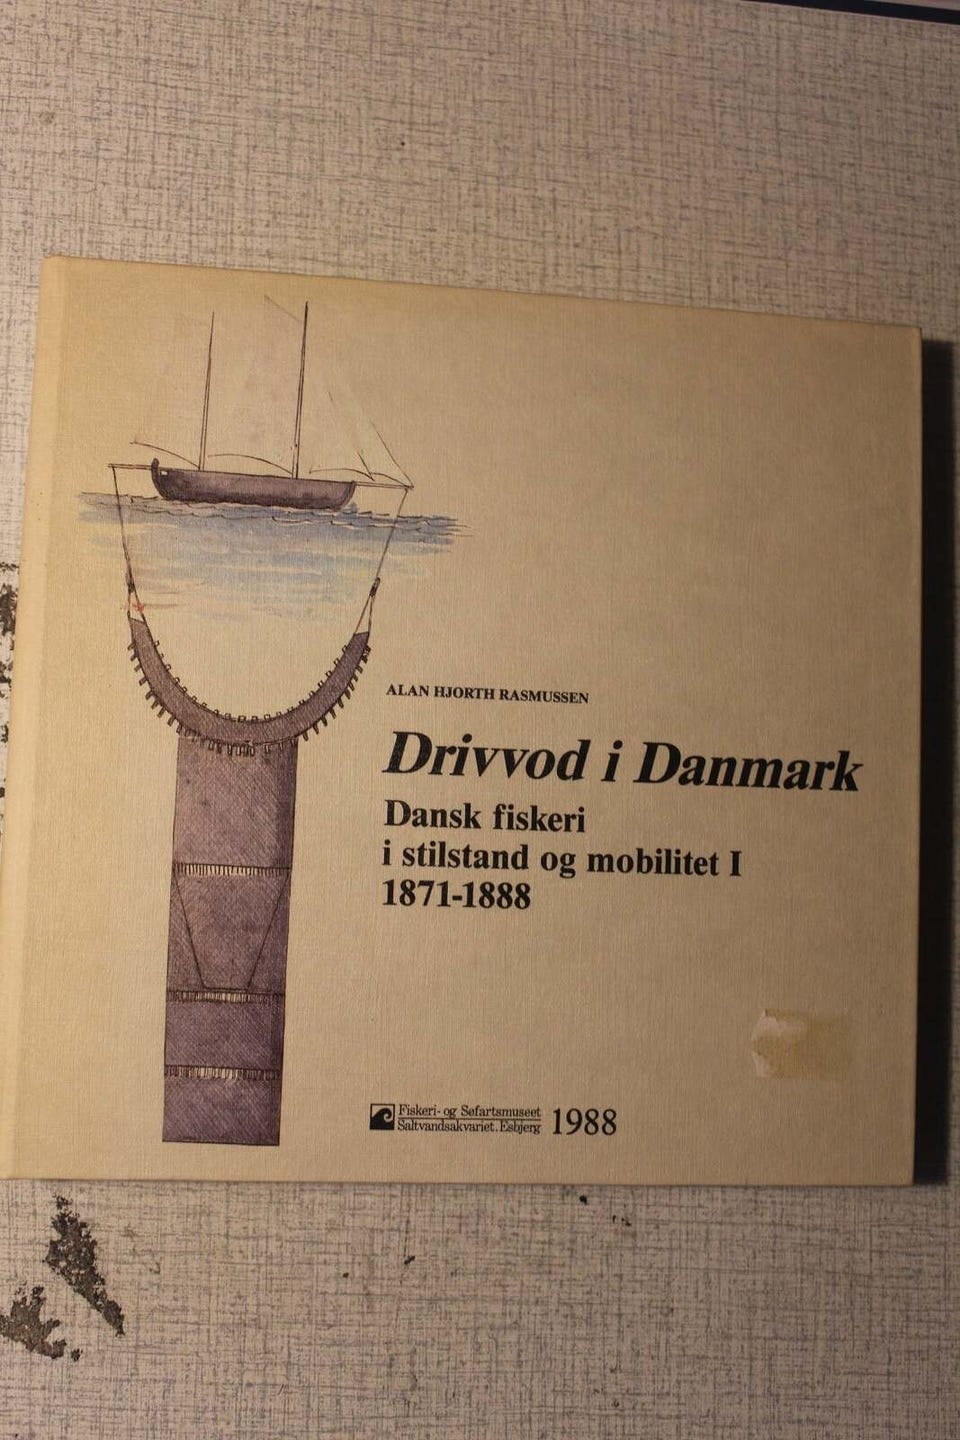 ALAN HJORTH RASMUSSEN
Drivvod i Danmark
Dansk fiskeri
i stilstand og mobilitet I
1871-1888
Fiskeri- og Søfartsmuseet
Saltvandsakvariet. Esbjerg
1988